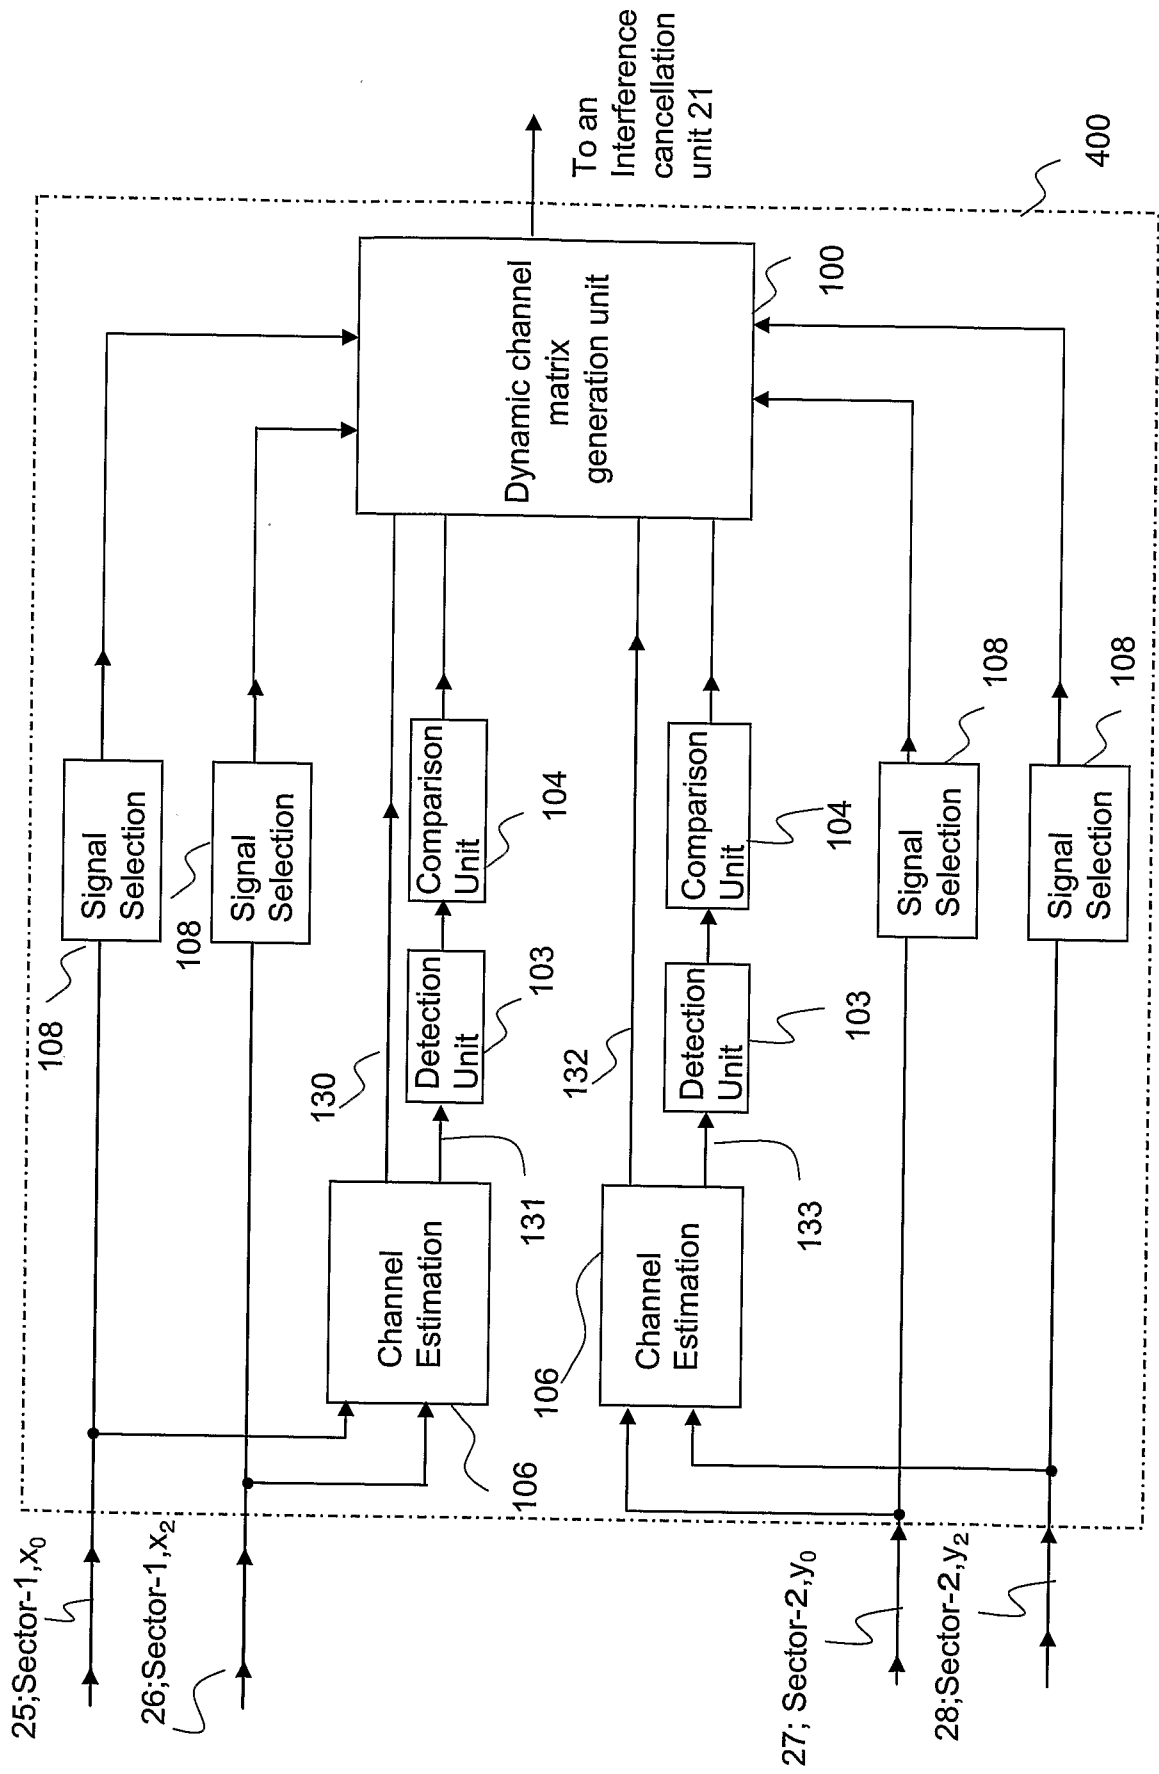 25;Sector-1,x₀
26;Sector-1,x₂
27; Sector-2,y₀
28;Sector-2,y₂
108
Signal
Selection
108
Signal
Selection
Channel
Estimation
106
130
131
Detection
Unit
103
Comparison
Unit
104
106
Channel
Estimation
132
133
Detection
Unit
103
Comparison
Unit
104
Signal
Selection
108
Signal
Selection
108
Dynamic channel
matrix
generation unit
100
To an
Interference
cancellation
unit 21
400